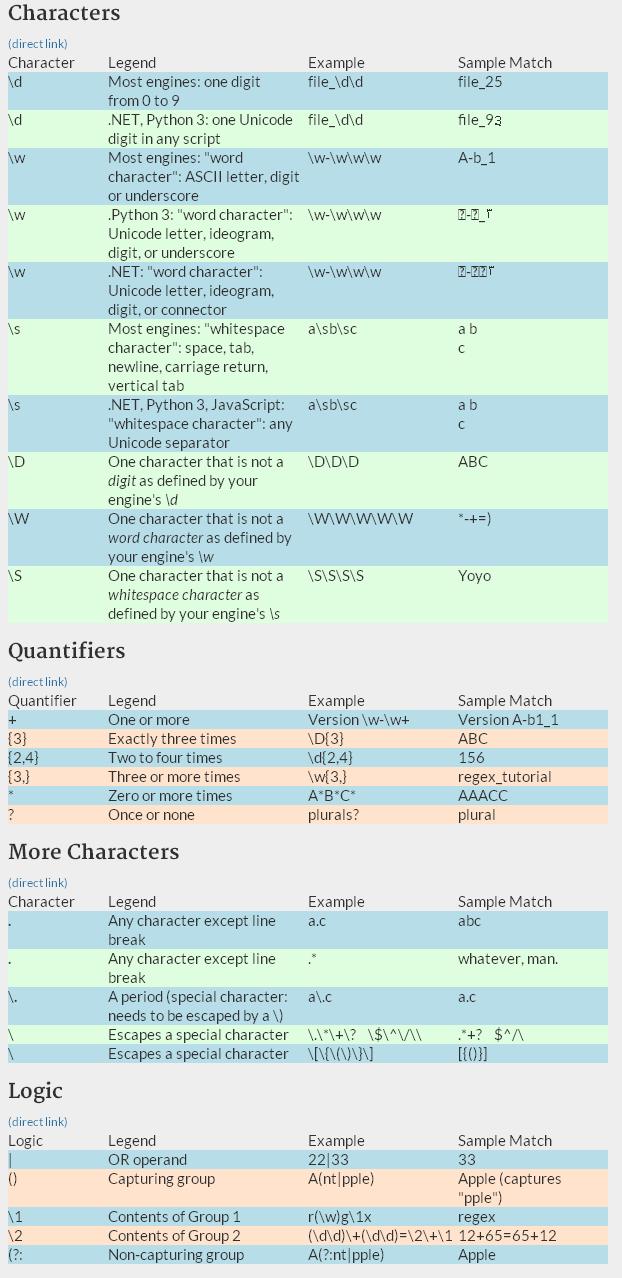 Characters
(direct link)
Character Legend Example Sample Match
\d Most engines: one digit file_\d\d file_25
from 0 to 9
\d .NET, Python 3: one Unicode file_\d\d file_9੩
digit in any script
\w Most engines: "word \w-\w\w\w A-b_1
character": ASCII letter, digit
or underscore
\w .Python 3: "word character": \w-\w\w\w
Unicode letter, ideogram,
digit, or underscore
\w .NET: "word character": \w-\w\w\w
Unicode letter, ideogram,
digit, or connector
\s Most engines: "whitespace a\sb\sc a b
character": space, tab, c
newline, carriage return,
vertical tab
\s .NET, Python 3, JavaScript: a\sb\sc a b
"whitespace character": any c
Unicode separator
\D One character that is not a \D\D\D ABC
digit as defined by your
engine's \d
\W One character that is not a \W\W\W\W\W *-+=)
word character as defined by
your engine's \w
\S One character that is not a \S\S\S\S Yoyo
whitespace character as
defined by your engine's \s
Quantifiers
(direct link)
Quantifier Legend Example Sample Match
+ One or more Version \w-\w+ Version A-b1_1
{3} Exactly three times \D{3} ABC
{2,4} Two to four times \d{2,4} 156
{3,} Three or more times \w{3,} regex_tutorial
* Zero or more times A*B*C* AAACC
? Once or none plurals? plural
More Characters
(direct link)
Character Legend Example Sample Match
. Any character except line a.c abc
break
. Any character except line .* whatever, man.
break
\. A period (special character: a\.c a.c
needs to be escaped by a \)
\ Escapes a special character \.\*\+\? \$\^\/\\ .*+? $^/\
\ Escapes a special character \[\{\(\)\}\] [{()}]
Logic
(direct link)
Logic Legend Example Sample Match
| OR operand 22|33 33
() Capturing group A(nt|pple) Apple (captures
"pple")
\1 Contents of Group 1 r(\w)g\1x regex
\2 Contents of Group 2 (\d\d)\+(\d\d)=\2\+\1 12+65=65+12
(?: Non-capturing group A(?:nt|pple) Apple